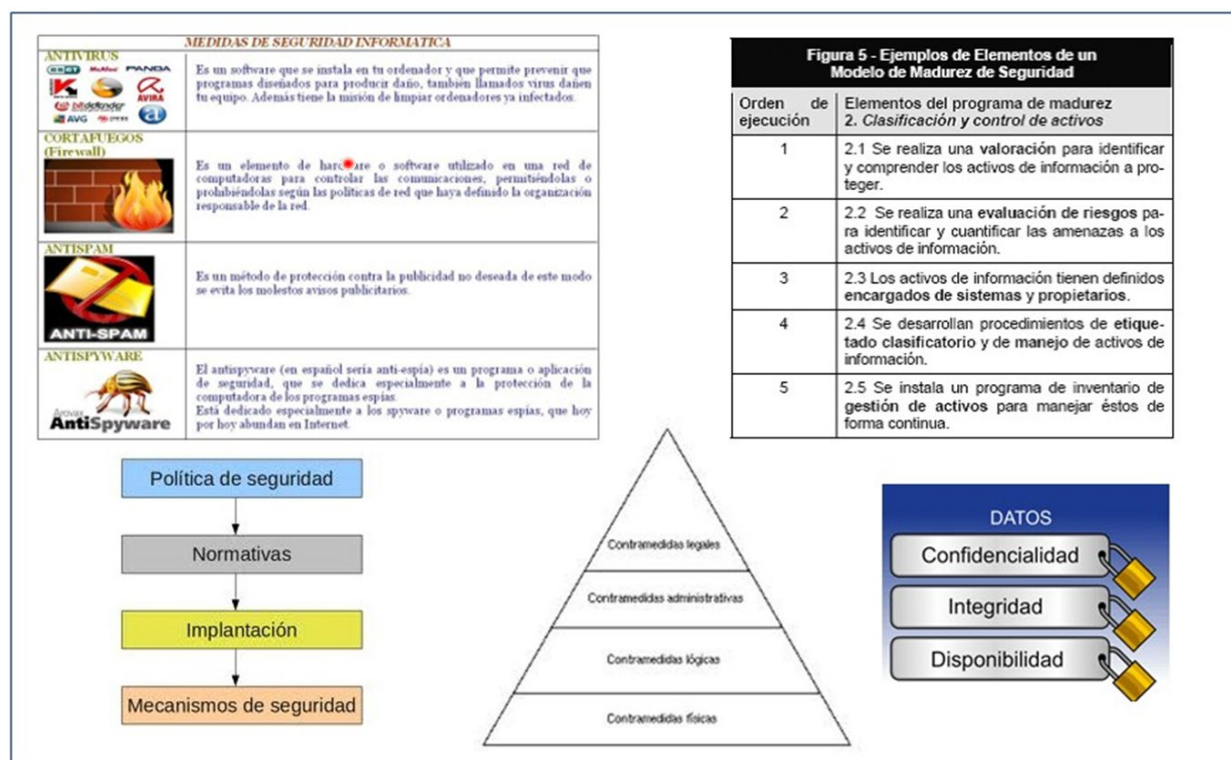 MEDIDAS DE SEGURIDAD INFORMATICA
ANTIVIRUS
eset McAfee PANDA
AVIRA
bitdefender
AVG
Es un software que se instala en tu ordenador y que permite prevenir que
programas diseñados para producir daño, también llamados virus dañen
tu equipo. Además tiene la misión de limpiar ordenadores ya infectados.
CORTAFUEGOS
(Firewall)
Es un elemento de hardware o software utilizado en una red de
computadoras para controlar las comunicaciones, permitiéndolas o
prohibiéndolas según las políticas de red que haya definido la organización
responsable de la red.
ANTISPAM
ANTI-SPAM
Es un método de protección contra la publicidad no deseada de este modo
se evita los molestos avisos publicitarios.
ANTISPYWARE
Arovax
AntiSpyware
El antispyware (en español sería anti-espía) es un programa o aplicación
de seguridad, que se dedica especialmente a la protección de la
computadora de los programas espías.
Está dedicado especialmente a los spyware o programas espías, que hoy
por hoy abundan en Internet.
Figura 5 - Ejemplos de Elementos de un
Modelo de Madurez de Seguridad
Orden de
ejecución
Elementos del programa de madurez
2. Clasificación y control de activos
1
2.1 Se realiza una valoración para identificar
y comprender los activos de información a pro-
teger.
2
2.2 Se realiza una evaluación de riesgos pa-
ra identificar y cuantificar las amenazas a los
activos de información.
3
2.3 Los activos de información tienen definidos
encargados de sistemas y propietarios.
4
2.4 Se desarrollan procedimientos de etique-
tado clasificatorio y de manejo de activos de
información.
5
2.5 Se instala un programa de inventario de
gestión de activos para manejar éstos de
forma continua.
Política de seguridad
Normativas
Implantación
Mecanismos de seguridad
Contramedidas legales
Contramedidas administrativas
Contramedidas lógicas
Contramedidas físicas
DATOS
Confidencialidad
Integridad
Disponibilidad